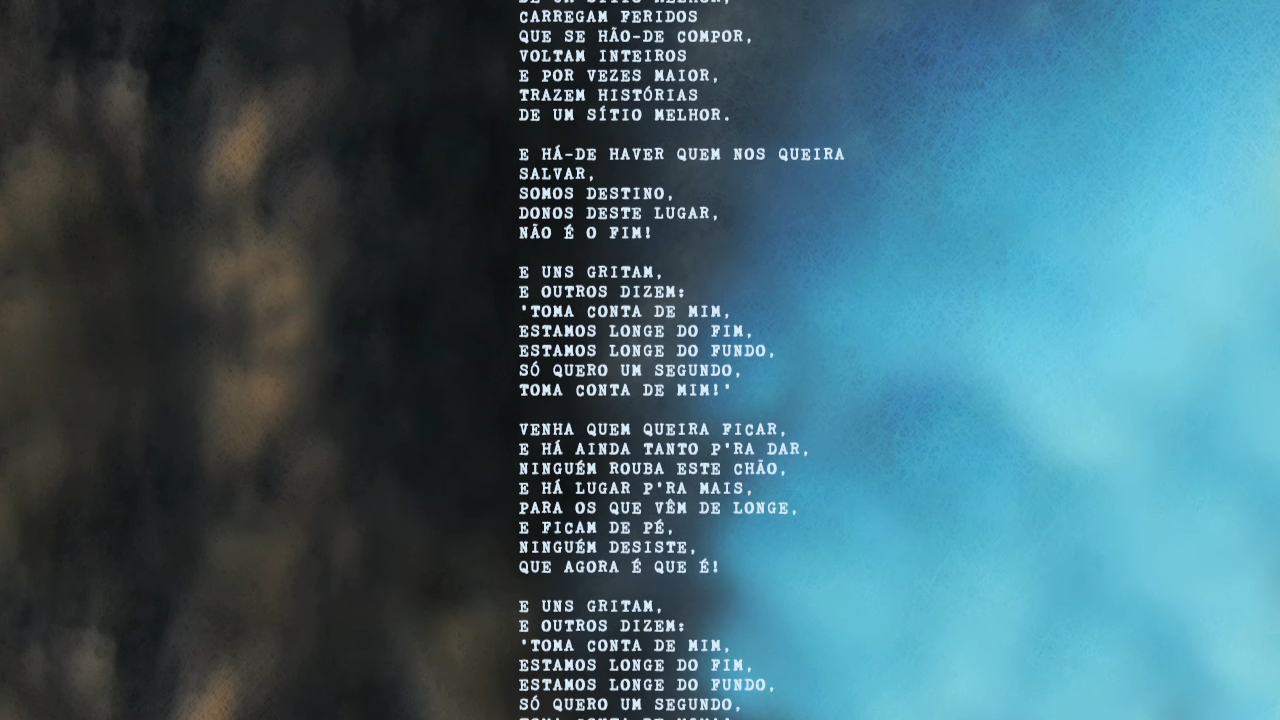 DE UM SÍTIO MELHOR,
CARREGAM FERIDOS
QUE SE HÃO-DE COMPOR,
VOLTAM INTEIROS
E POR VEZES MAIOR,
TRAZEM HISTÓRIAS
DE UM SÍTIO MELHOR.
E HÁ-DE HAVER QUEM NOS QUEIRA
SALVAR,
SOMOS DESTINO,
DONOS DESTE LUGAR,
NÃO É O FIM!
E UNS GRITAM,
E OUTROS DIZEM:
'TOMA CONTA DE MIM,
ESTAMOS LONGE DO FIM,
ESTAMOS LONGE DO FUNDO,
SÓ QUERO UM SEGUNDO,
TOMA CONTA DE MIM!'
VENHA QUEM QUEIRA FICAR,
E HÁ AINDA TANTO P'RA DAR,
NINGUÉM ROUBA ESTE CHÃO,
E HÁ LUGAR P'RA MAIS,
PARA OS QUE VÊM DE LONGE,
E FICAM DE PÉ,
NINGUÉM DESISTE,
QUE AGORA É QUE É!
E UNS GRITAM,
E OUTROS DIZEM:
'TOMA CONTA DE MIM,
ESTAMOS LONGE DO FIM,
ESTAMOS LONGE DO FUNDO,
SÓ QUERO UM SEGUNDO,